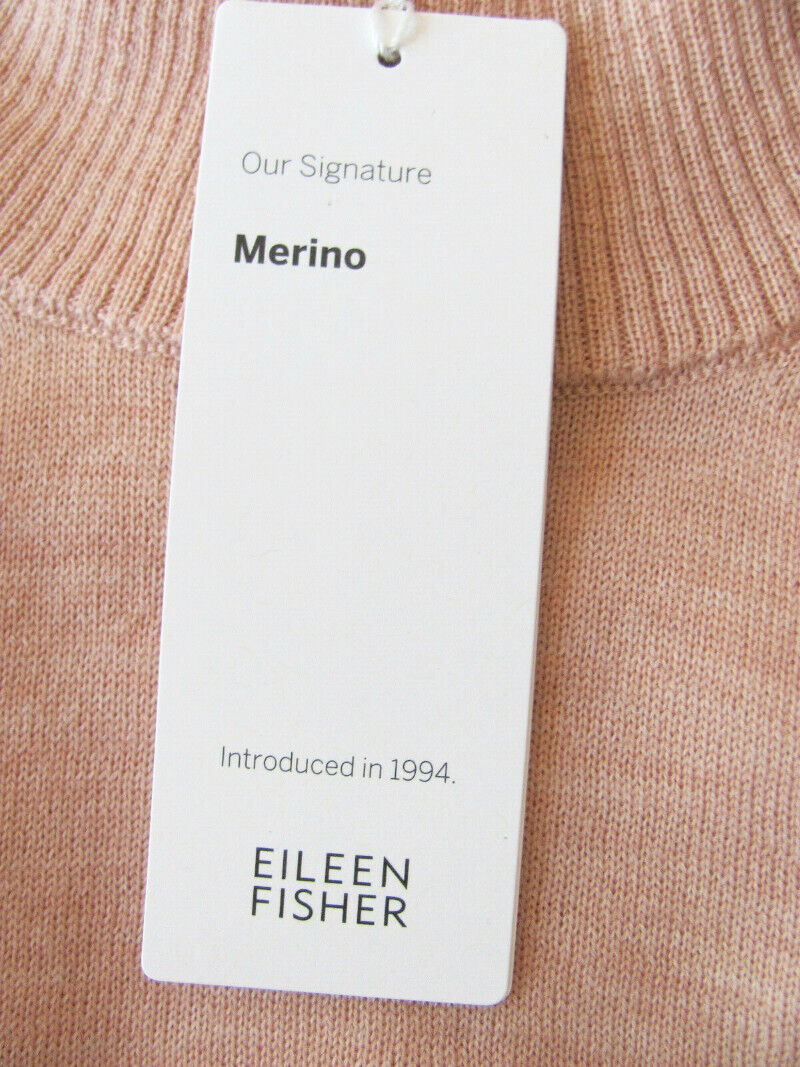 Our Signature
Merino
Introduced in 1994.
EILEEN
FISHER